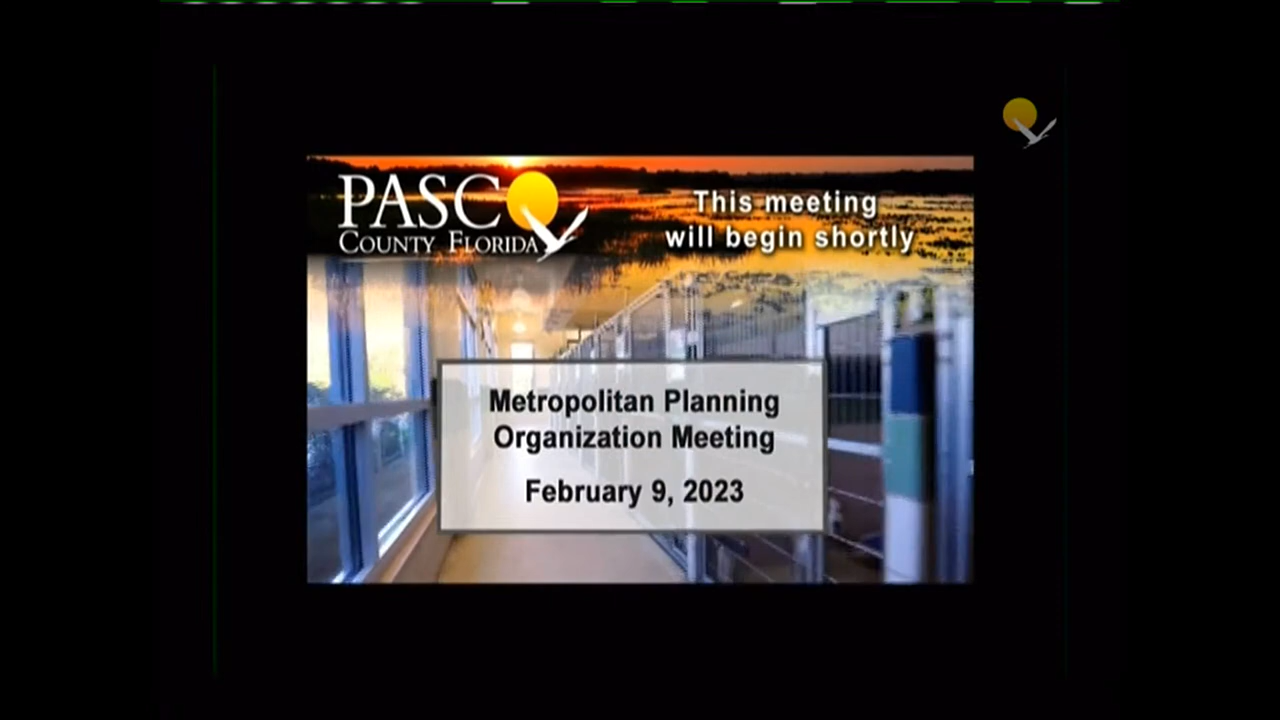 PASCO
COUNTY FLORIDA
This meeting
will begin shortly
Metropolitan Planning
Organization Meeting
February 9, 2023